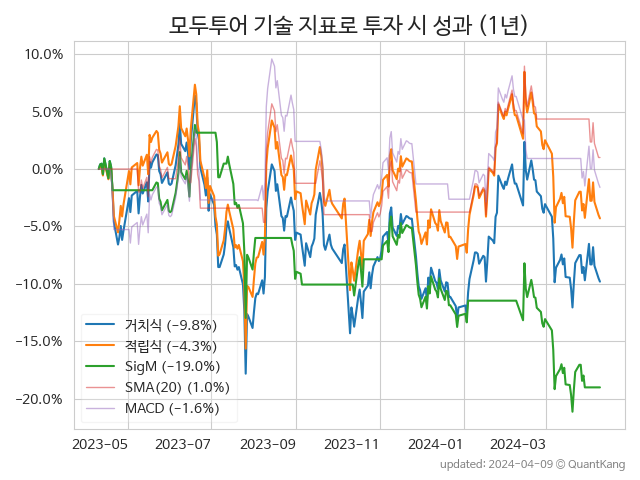 모두투어 기술 지표로 투자 시 성과 (1년)
10.0%
5.0%
0.0%
−5.0%
−10.0%
−15.0%
−20.0%
거치식 (−9.8%)
적립식 (−4.3%)
SigM (−19.0%)
SMA(20) (1.0%)
MACD (−1.6%)
2023-05 2023-07 2023-09 2023-11 2024-01 2024-03
updated: 2024-04-09 © QuantKang